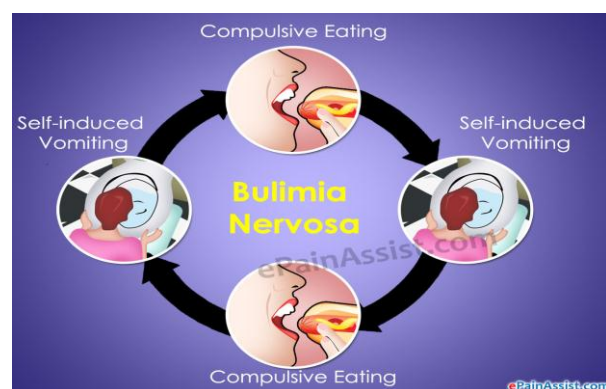 Compulsive Eating
Self-induced
Vomiting
Self-induced
Vomiting
Bulimia
Nervosa
ePainAssist.com
Compulsive Eating
ePainAssist.com